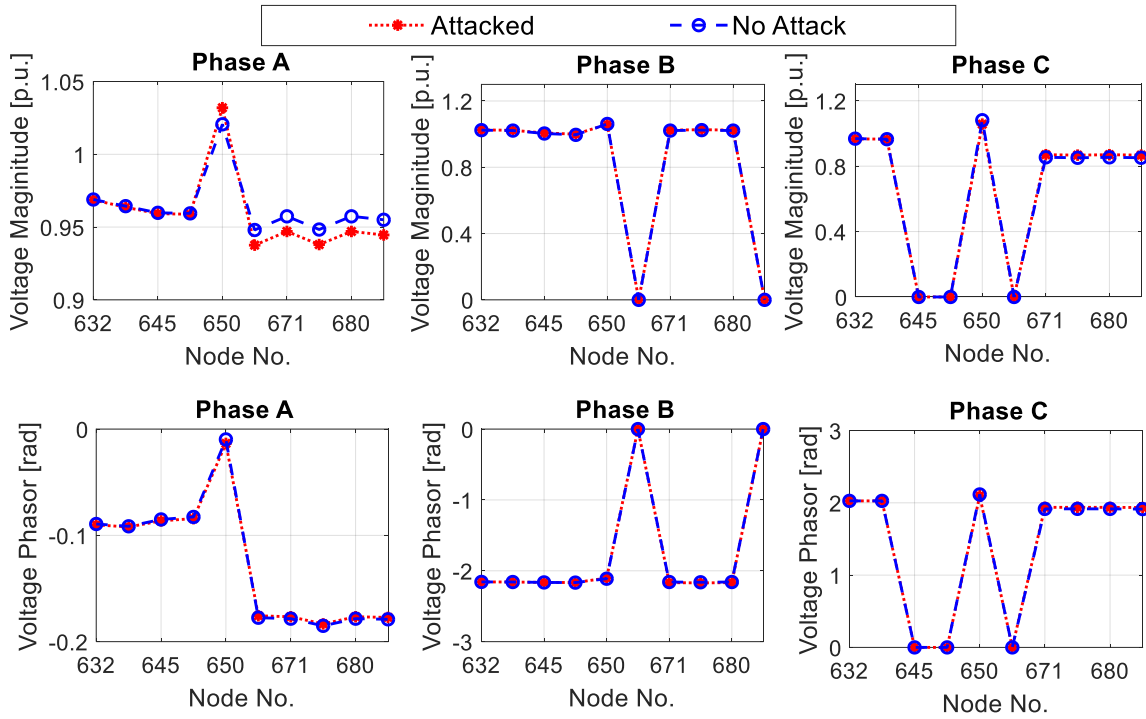 Attacked No Attack
Phase A
Voltage Maginitude [p.u.]
1.05
1
0.95
0.9
632 645 650 671 680
Node No.
Phase B
Voltage Maginitude [p.u.]
1.2
0.8
0.4
0
632 645 650 671 680
Node No.
Phase C
Voltage Maginitude [p.u.]
1.2
0.8
0.4
0
632 645 650 671 680
Node No.
Phase A
Voltage Phasor [rad]
0
-0.1
-0.2
632 645 650 671 680
Node No.
Phase B
Voltage Phasor [rad]
0
-1
-2
-3
632 645 650 671 680
Node No.
Phase C
Voltage Phasor [rad]
3
2
1
0
632 645 650 671 680
Node No.